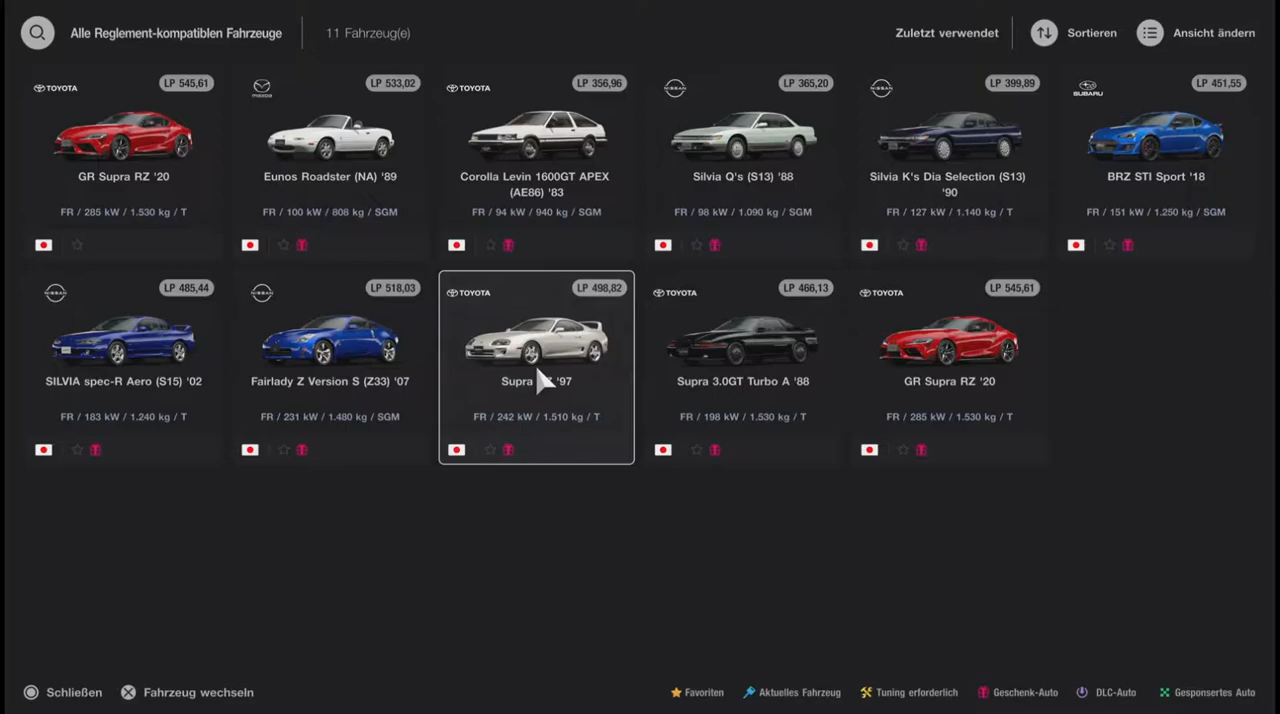 Alle Reglement-kompatiblen Fahrzeuge
11 Fahrzeug(e)
Zuletzt verwendet
Sortieren
Ansicht ändern
TOYOTA
LP 545,61
GR Supra RZ '20
FR / 285 kW / 1.530 kg / T
mazda
LP 533,02
Eunos Roadster (NA) '89
FR / 100 kW / 808 kg / SGM
TOYOTA
LP 356,96
Corolla Levin 1600GT APEX
(AE86) '83
FR / 94 kW / 940 kg / SGM
LP 365,20
Silvia Q's (S13) '88
FR / 98 kW / 1.090 kg / SGM
LP 399,89
Silvia K's Dia Selection (S13)
'90
FR / 127 kW / 1.140 kg / T
SUBARU
LP 451,55
BRZ STI Sport '18
FR / 151 kW / 1.250 kg / SGM
LP 485,44
SILVIA spec-R Aero (S15) '02
FR / 183 kW / 1.240 kg / T
LP 518,03
Fairlady Z Version S (Z33) '07
FR / 231 kW / 1.480 kg / SGM
TOYOTA
LP 498,82
Supra '97
FR / 242 kW / 1.510 kg / T
TOYOTA
LP 466,13
Supra 3.0GT Turbo A '88
FR / 198 kW / 1.530 kg / T
TOYOTA
LP 545,61
GR Supra RZ '20
FR / 285 kW / 1.530 kg / T
Schließen
Fahrzeug wechseln
Favoriten
Aktuelles Fahrzeug
Tuning erforderlich
Geschenk-Auto
DLC-Auto
Gesponsertes Auto